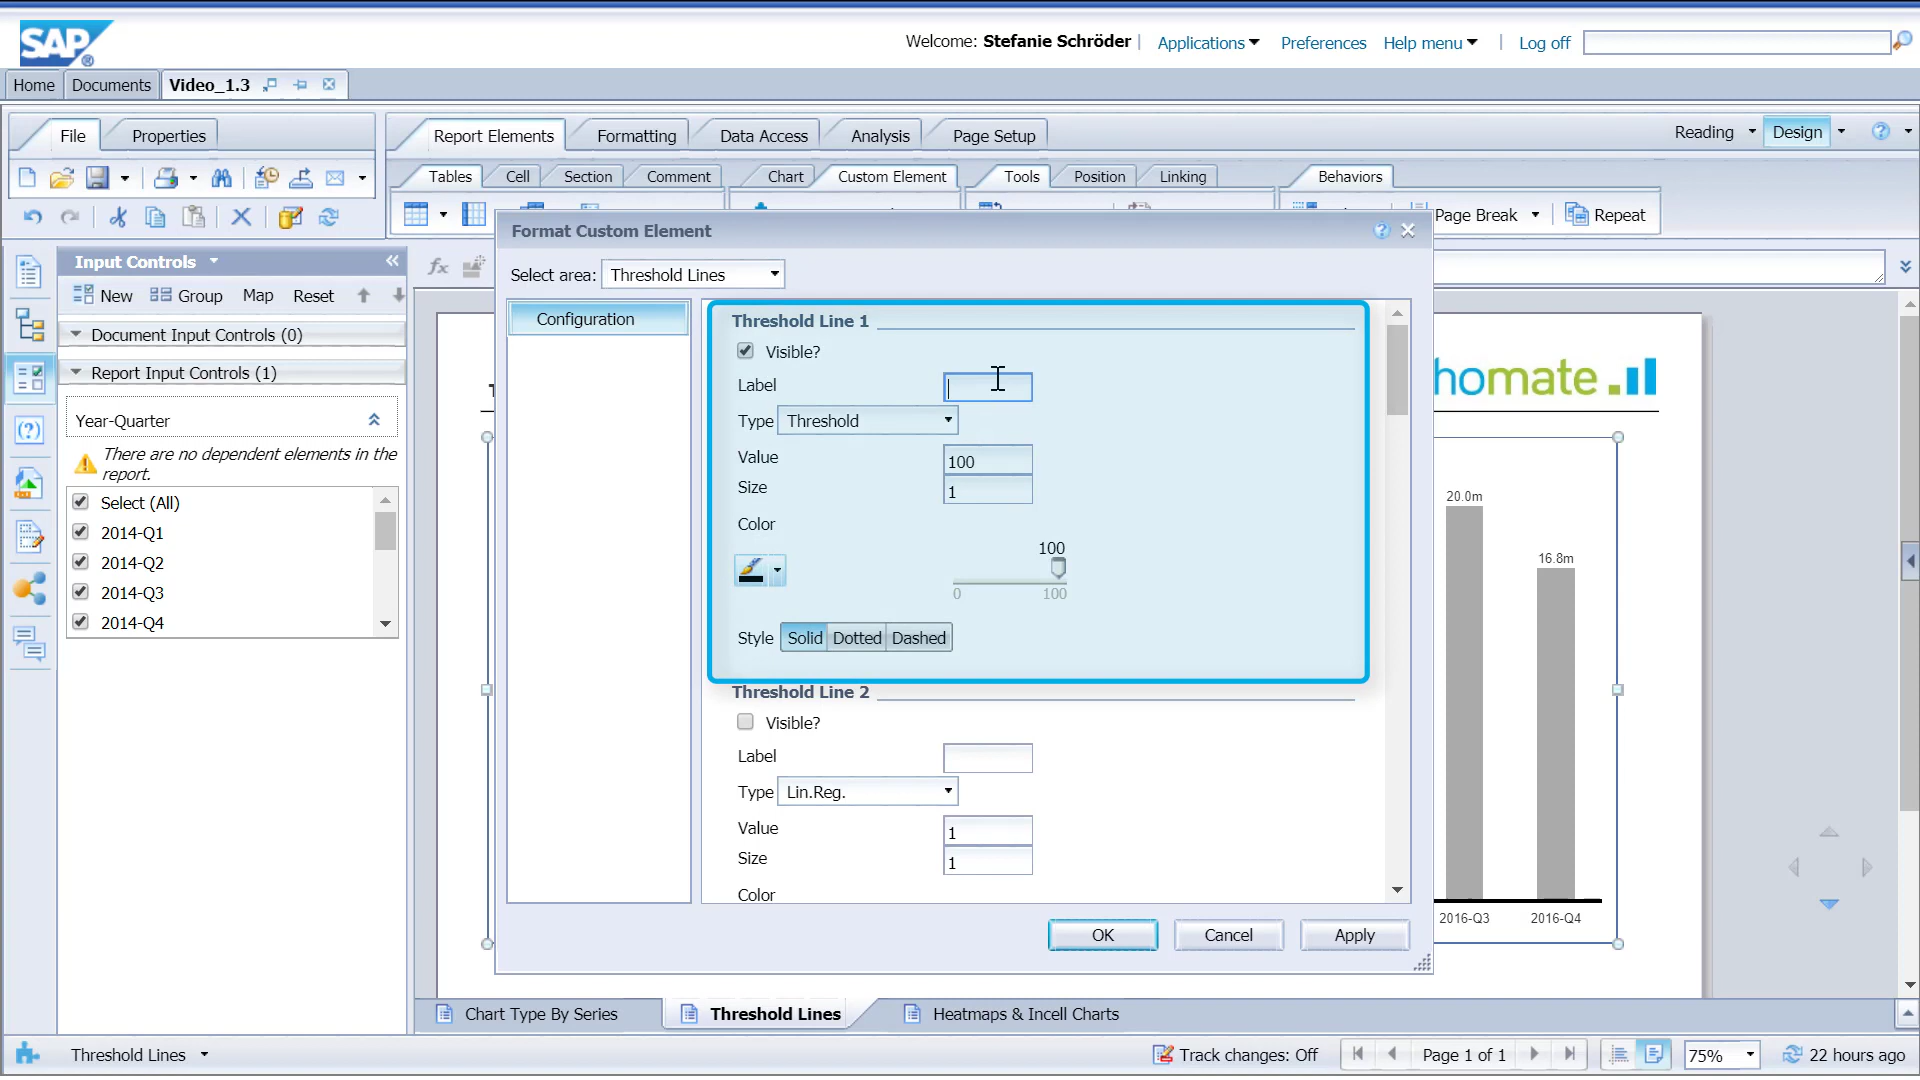 SAP ®
Welcome: Stefanie Schröder | Applications Preferences Help menu | Log off
Home Documents Video_1.3
File Properties Report Elements Formatting Data Access Analysis Page Setup Reading Design
Tables Cell Section Comment Chart Custom Element Tools Position Linking Behaviors
Page Break Repeat
Format Custom Element
Input Controls
Select area: Threshold Lines
New Group Map Reset
Configuration
Document Input Controls (0)
Report Input Controls (1)
Year-Quarter
There are no dependent elements in the
report.
Select (All)
2014-Q1
2014-Q2
2014-Q3
2014-Q4
Threshold Line 1
Visible?
Label
Type Threshold
Value 100
Size 1
Color
100
0 100
Style Solid Dotted Dashed
Threshold Line 2
Visible?
Label
Type Lin.Reg.
Value 1
Size 1
Color
OK Cancel Apply
homate
20.0m
16.8m
2016-Q3 2016-Q4
Chart Type By Series Threshold Lines Heatmaps & Incell Charts
Threshold Lines Track changes: Off Page 1 of 1 75% 22 hours ago